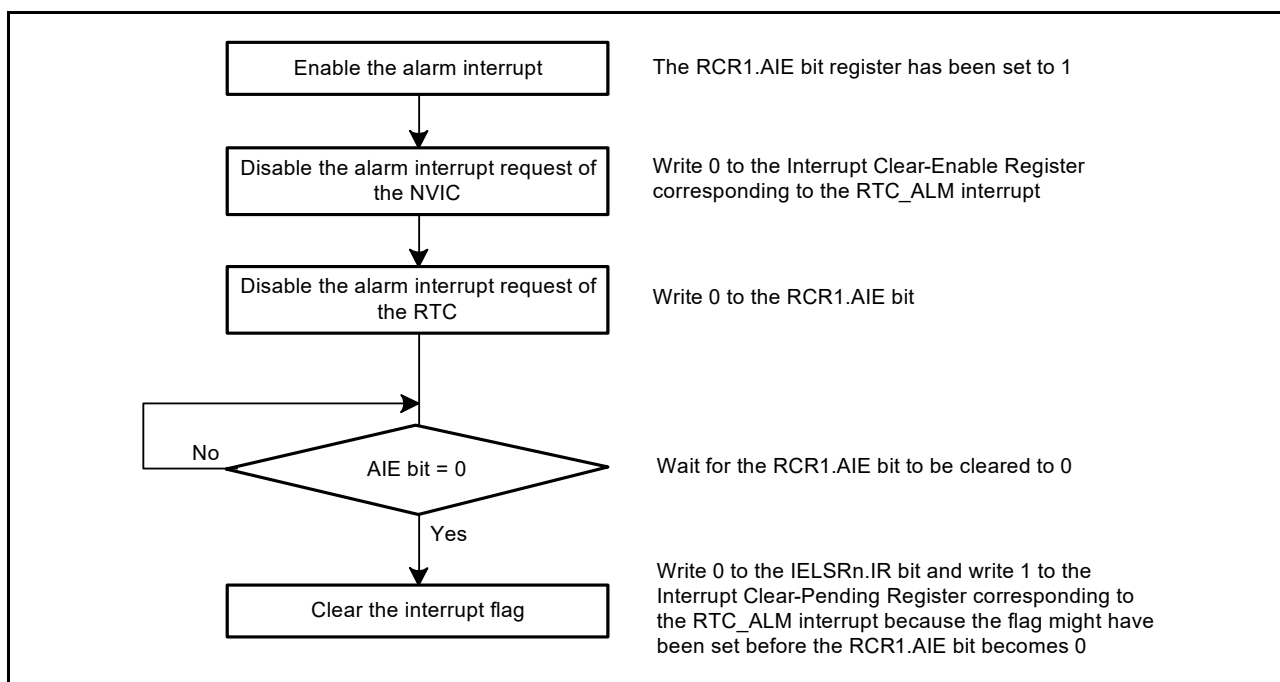 Enable the alarm interrupt
The RCR1.AIE bit register has been set to 1
Disable the alarm interrupt request of
the NVIC
Write 0 to the Interrupt Clear-Enable Register
corresponding to the RTC_ALM interrupt
Disable the alarm interrupt request of
the RTC
Write 0 to the RCR1.AIE bit
No
AIE bit = 0
Wait for the RCR1.AIE bit to be cleared to 0
Yes
Clear the interrupt flag
Write 0 to the IELSRn.IR bit and write 1 to the
Interrupt Clear-Pending Register corresponding to
the RTC_ALM interrupt because the flag might have
been set before the RCR1.AIE bit becomes 0